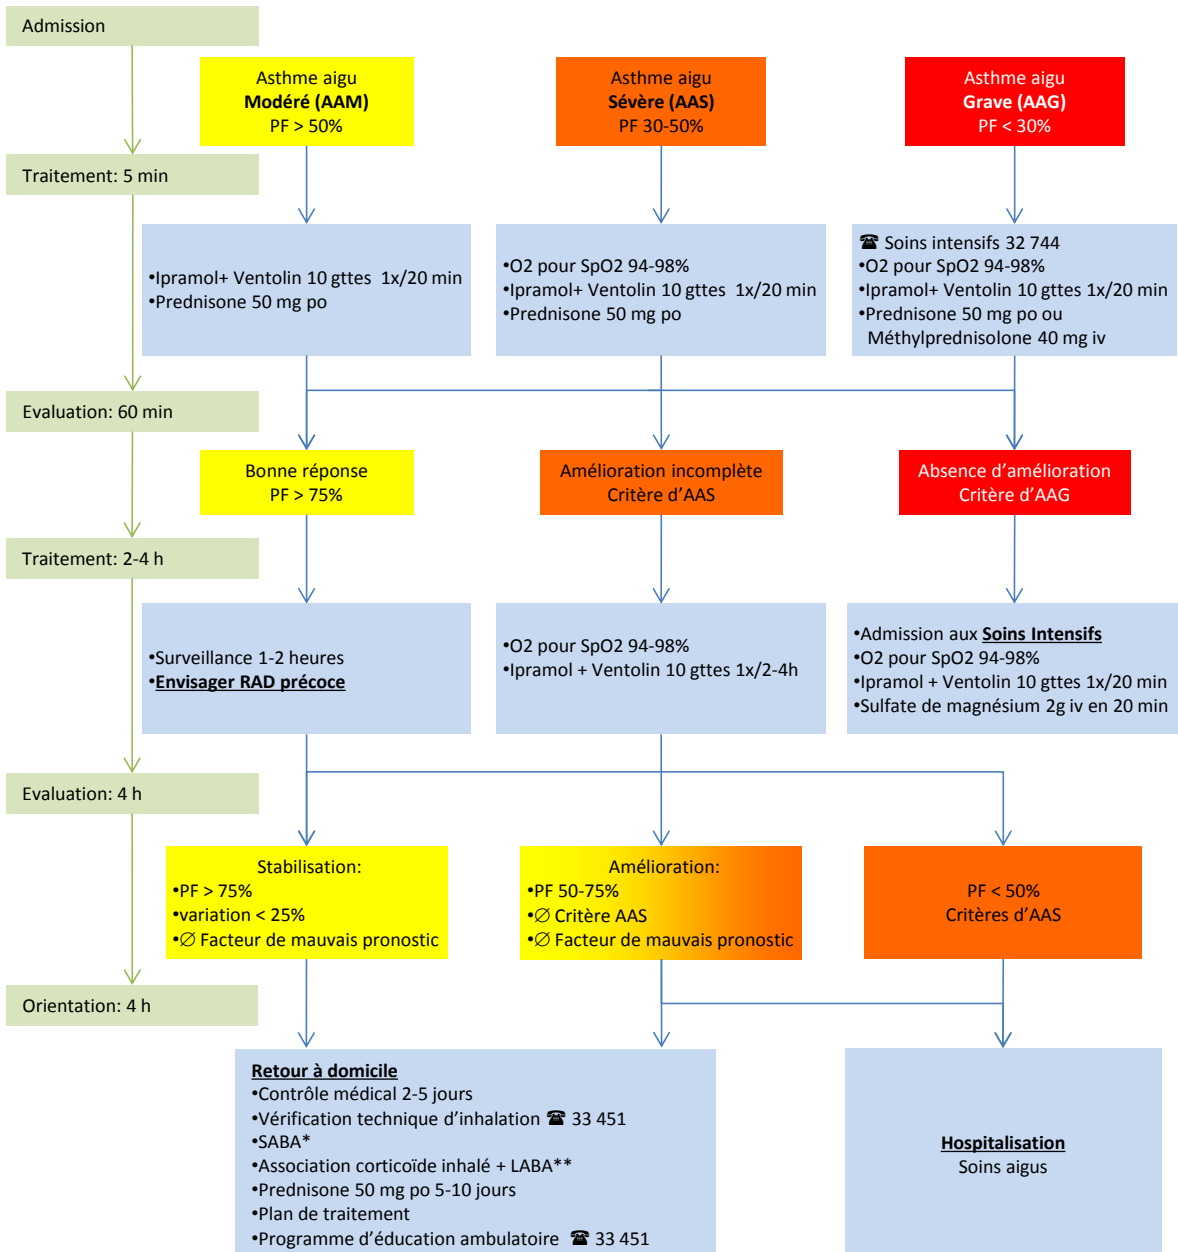 Admission
Asthme aigu
Modéré (AAM)
PF > 50%
Asthme aigu
Sévère (AAS)
PF 30-50%
Asthme aigu
Grave (AAG)
PF < 30%
Traitement: 5 min
•Ipramol+ Ventolin 10 gttes 1x/20 min
•Prednisone 50 mg po
•O2 pour SpO2 94-98%
•Ipramol+ Ventolin 10 gttes 1x/20 min
•Prednisone 50 mg po
☎ Soins intensifs 32 744
•O2 pour SpO2 94-98%
•Ipramol+ Ventolin 10 gttes 1x/20 min
•Prednisone 50 mg po ou
Méthylprednisolone 40 mg iv
Evaluation: 60 min
Bonne réponse
PF > 75%
Amélioration incomplète
Critère d’AAS
Absence d’amélioration
Critère d’AAG
Traitement: 2-4 h
•Surveillance 1-2 heures
•Envisager RAD précoce
•O2 pour SpO2 94-98%
•Ipramol + Ventolin 10 gttes 1x/2-4h
•Admission aux Soins Intensifs
•O2 pour SpO2 94-98%
•Ipramol + Ventolin 10 gttes 1x/20 min
•Sulfate de magnésium 2g iv en 20 min
Evaluation: 4 h
Stabilisation:
•PF > 75%
•variation < 25%
•∅ Facteur de mauvais pronostic
Amélioration:
•PF 50-75%
•∅ Critère AAS
•∅ Facteur de mauvais pronostic
PF < 50%
Critères d’AAS
Orientation: 4 h
Retour à domicile
•Contrôle médical 2-5 jours
•Vérification technique d’inhalation ☎ 33 451
•SABA*
•Association corticoïde inhalé + LABA**
•Prednisone 50 mg po 5-10 jours
•Plan de traitement
•Programme d’éducation ambulatoire ☎ 33 451
Hospitalisation
Soins aigus